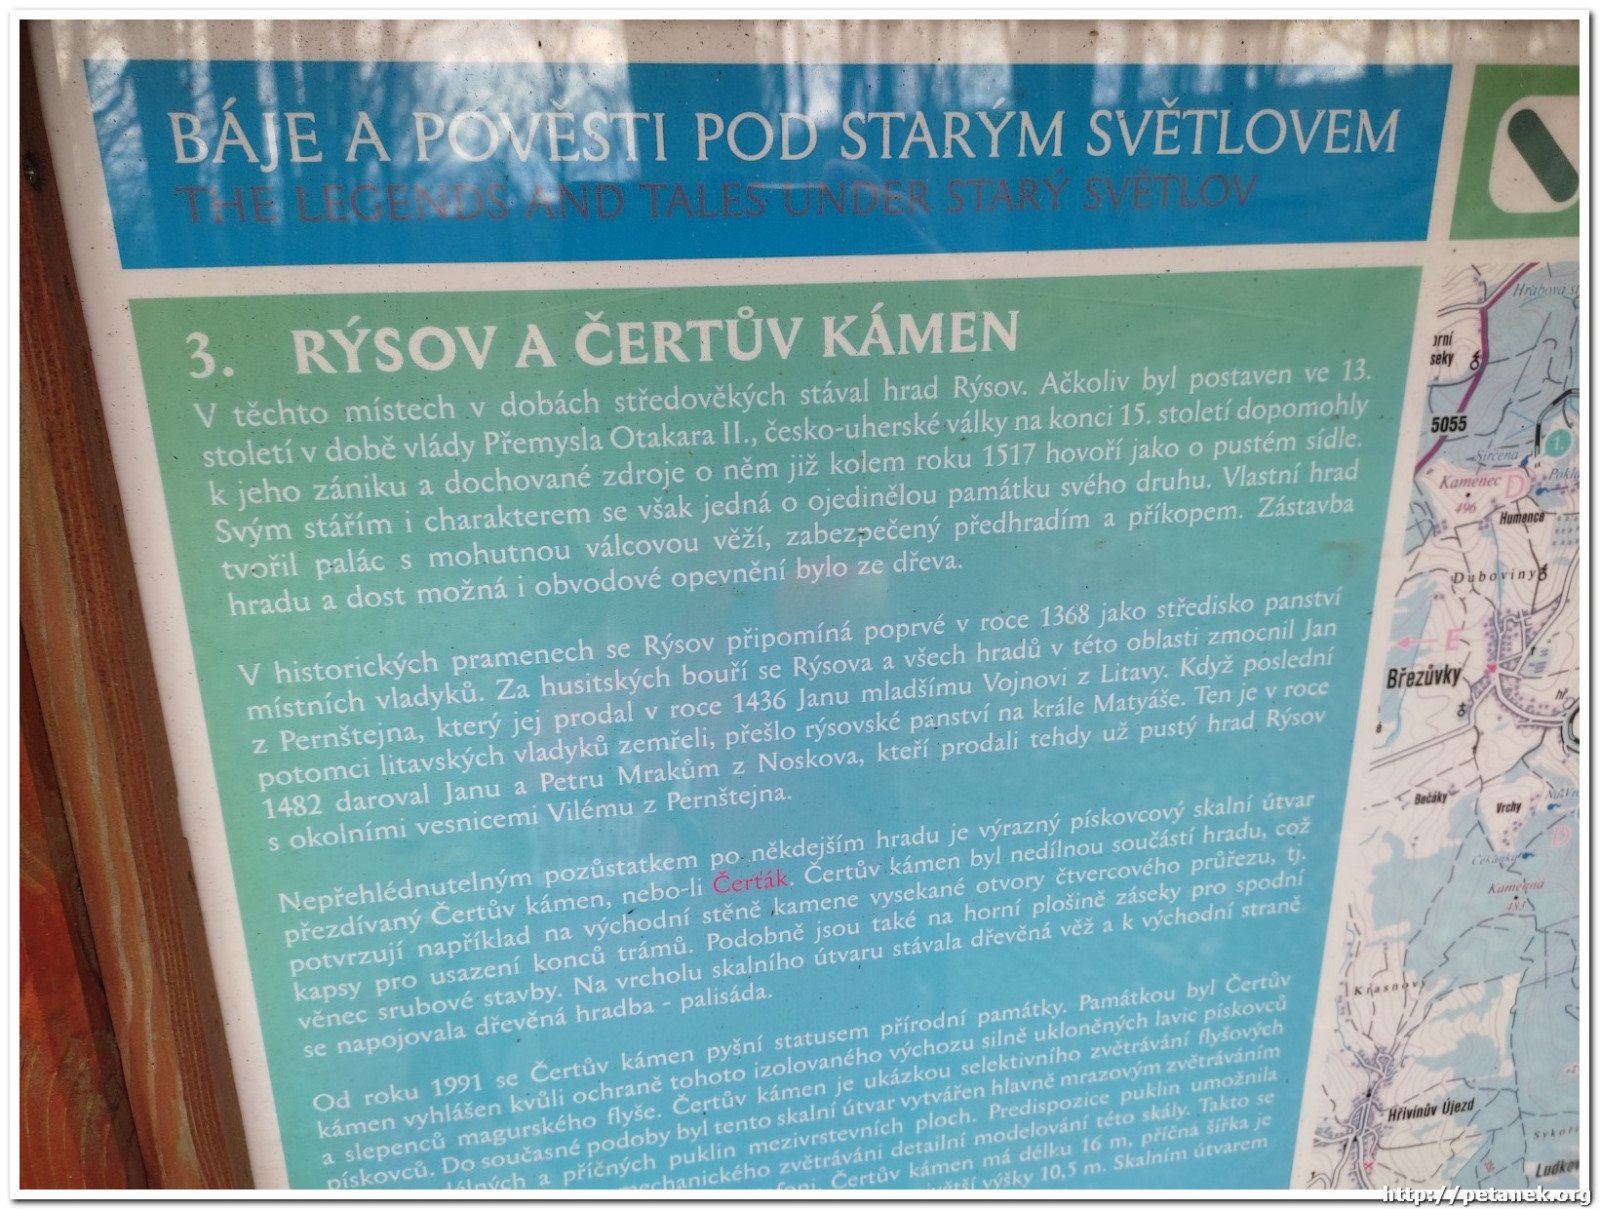 BÁJE A POVĚSTI POD STARÝM SVĚTLOVEM
THE LEGENDS AND TALES UNDER STARÝ SVĚTLOV
3. RÝSOV A ČERTŮV KÁMEN
V těchto místech v dobách středověkých stával hrad Rýsov. Ačkoliv byl postaven ve 13.
století v době vlády Přemysla Otakara II., česko-uherské války na konci 15. století dopomohly
k jeho zániku a dochované zdroje o něm již kolem roku 1517 hovoří jako o pustém sídle.
Svým stářím i charakterem se však jedná o ojedinělou památku svého druhu. Vlastní hrad
tvořil palác s mohutnou válcovou věží, zabezpečený předhradím a příkopem. Zástavba
hradu a dost možná i obvodové opevnění bylo ze dřeva.
V historických pramenech se Rýsov připomíná poprvé v roce 1368 jako středisko panství
místních vladyků. Za husitských bouří se Rýsova a všech hradů v této oblasti zmocnil Jan
z Pernštejna, který jej prodal v roce 1436 Janu mladšímu Vojnovi z Litavy. Když poslední
potomci litavských vladyků zemřeli, přešlo rýsovské panství na krále Matyáše. Ten je v roce
1482 daroval Janu a Petru Mrakům z Noskova, kteří prodali tehdy už pustý hrad Rýsov
s okolními vesnicemi Vilému z Pernštejna.
Nepřehlédnutelným pozůstatkem po někdejším hradu je výrazný pískovcový skalní útvar
přezdívaný Čertův kámen, nebo-li Čerťák. Čertův kámen byl nedílnou součástí hradu, což
potvrzují například na východní stěně kamene vysekané otvory čtvercového průřezu, tj.
kapsy pro usazení konců trámů. Podobně jsou také na horní plošině záseky pro spodní
věnec srubové stavby. Na vrcholu skalního útvaru stávala dřevěná věž a k východní straně
se napojovala dřevěná hradba - palisáda.
Od roku 1991 se Čertův kámen pyšní statusem přírodní památky. Památkou byl Čertův
kámen vyhlášen kvůli ochraně tohoto izolovaného výchozu silně ukloněných lavic pískovců
a slepenců magurského flyše. Čertův kámen je ukázkou selektivního zvětrávání flyšových
pískovců. Do současné podoby byl tento skalní útvar vytvářen hlavně mrazovým zvětráváním
a příčných puklin mezivrstevních ploch. Predispozice puklin umožnila
zvětrávání detailní modelování této skály. Takto se
Čertův kámen má délku 16 m, příčná šířka je
výšky 10,5 m. Skalním útvarem
5055
Kamenec
496
Humence
Duboviny
E
Březůvky
Bačáky
Vrchy
Kamenná
Hřivínův Újezd
http://petanek.org